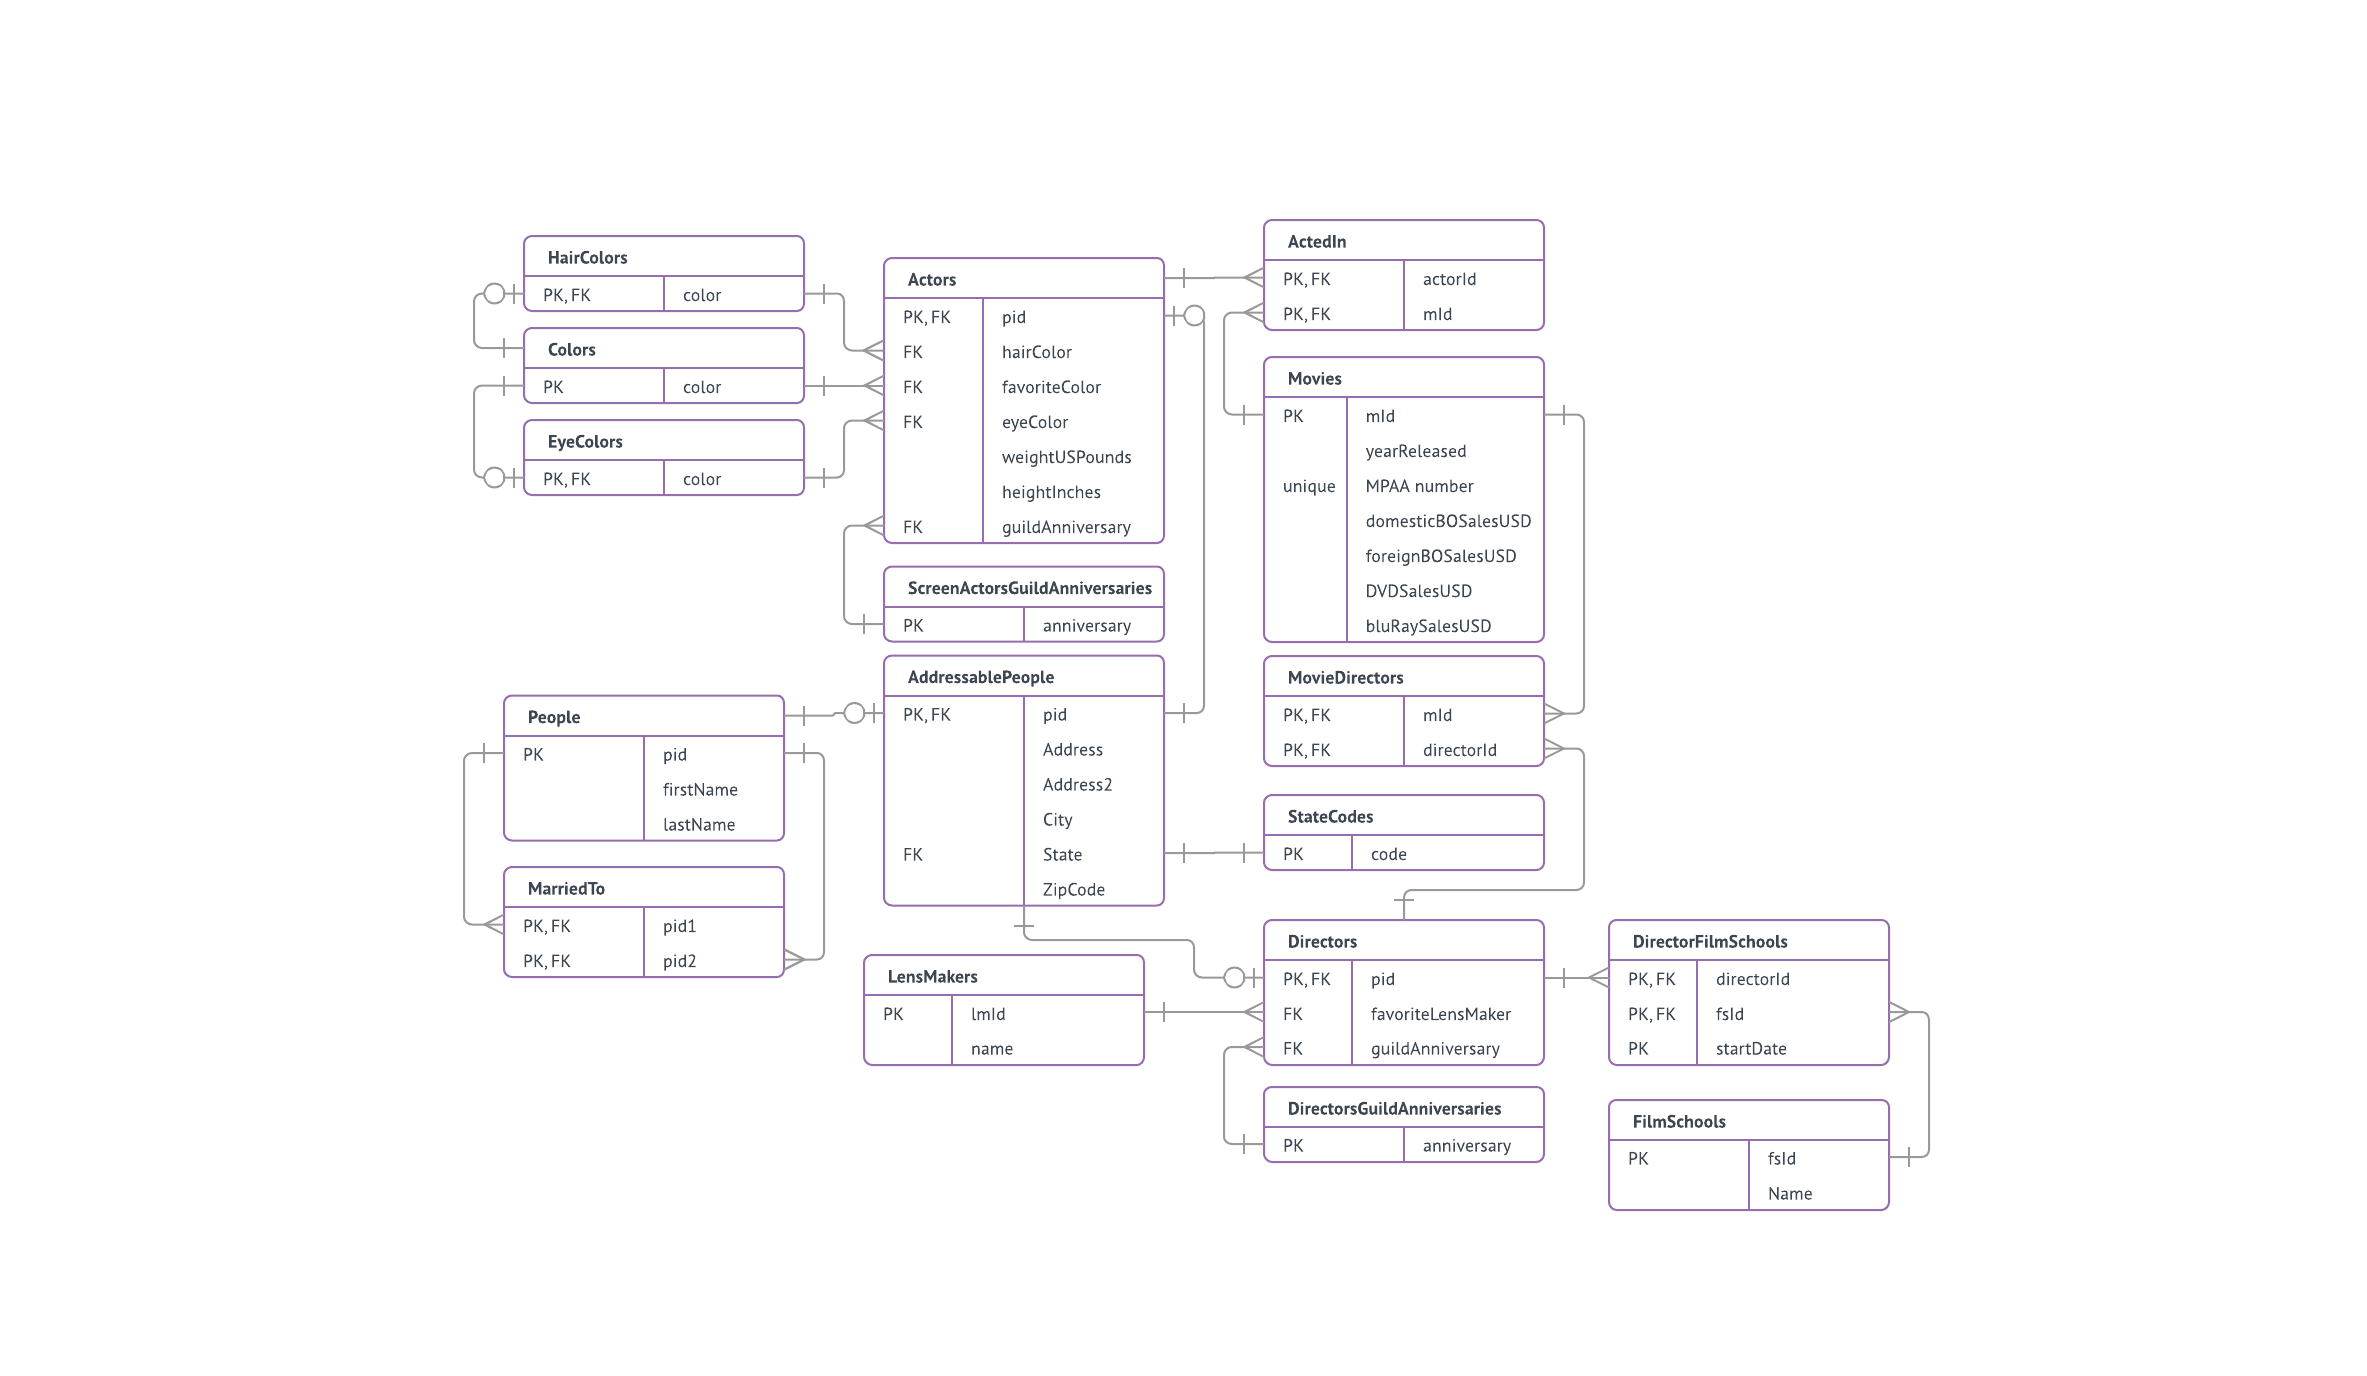 HairColors
PK, FK color
Colors
PK color
EyeColors
PK, FK color
Actors
PK, FK pid
FK hairColor
FK favoriteColor
FK eyeColor
weightUSPounds
heightInches
FK guildAnniversary
ScreenActorsGuildAnniversaries
PK anniversary
ActedIn
PK, FK actorId
PK, FK mId
Movies
PK mId
yearReleased
unique MPAA number
domesticBOSalesUSD
foreignBOSalesUSD
DVDSalesUSD
bluRaySalesUSD
People
PK pid
firstName
lastName
MarriedTo
PK, FK pid1
PK, FK pid2
AddressablePeople
PK, FK pid
Address
Address2
City
FK State
ZipCode
MovieDirectors
PK, FK mId
PK, FK directorId
StateCodes
PK code
LensMakers
PK lmId
name
Directors
PK, FK pid
FK favoriteLensMaker
FK guildAnniversary
DirectorsGuildAnniversaries
PK anniversary
DirectorFilmSchools
PK, FK directorId
PK, FK fsId
PK startDate
FilmSchools
PK fsId
Name